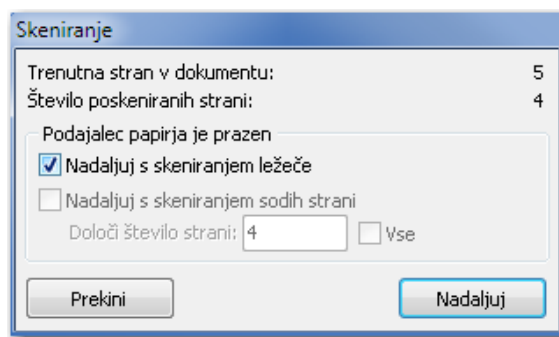 Skeniranje
Trenutna stran v dokumentu: 5
Število poskeniranih strani: 4
Podajalec papirja je prazen
Nadaljuj s skeniranjem ležeče
Nadaljuj s skeniranjem sodih strani
Določi število strani: 4 Vse
Prekini Nadaljuj